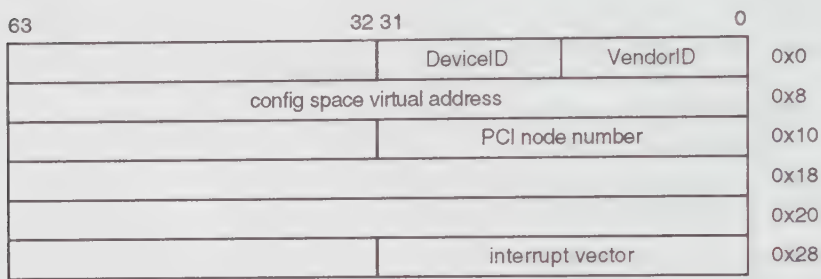 63 32 31 0
DeviceID VendorID 0x0
config space virtual address 0x8
PCI node number 0x10
0x18
0x20
interrupt vector 0x28